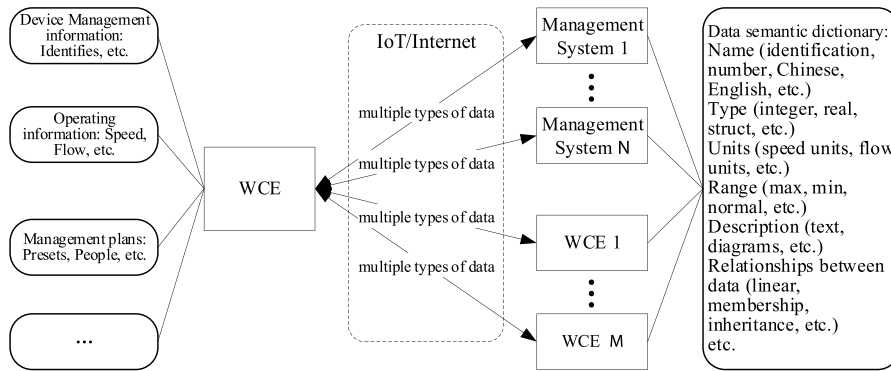 Device Management
information:
Identifies, etc.
Operating
information: Speed,
Flow, etc.
Management plans:
Presets, People, etc.
...
WCE
IoT/Internet
multiple types of data
multiple types of data
multiple types of data
multiple types of data
Management
System 1
Management
System N
WCE 1
WCE M
Data semantic dictionary:
Name (identification,
number, Chinese,
English, etc.)
Type (integer, real,
struct, etc.)
Units (speed units, flow
units, etc.)
Range (max, min,
normal, etc.)
Description (text,
diagrams, etc.)
Relationships between
data (linear,
membership,
inheritance, etc.)
etc.